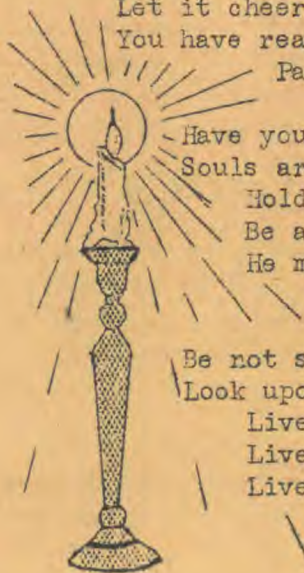 Let it cheer
You have rea
Pa
Have you
Souls ar
Hold
Be a
He m
Be not s
Look upo
Live
Live
Live